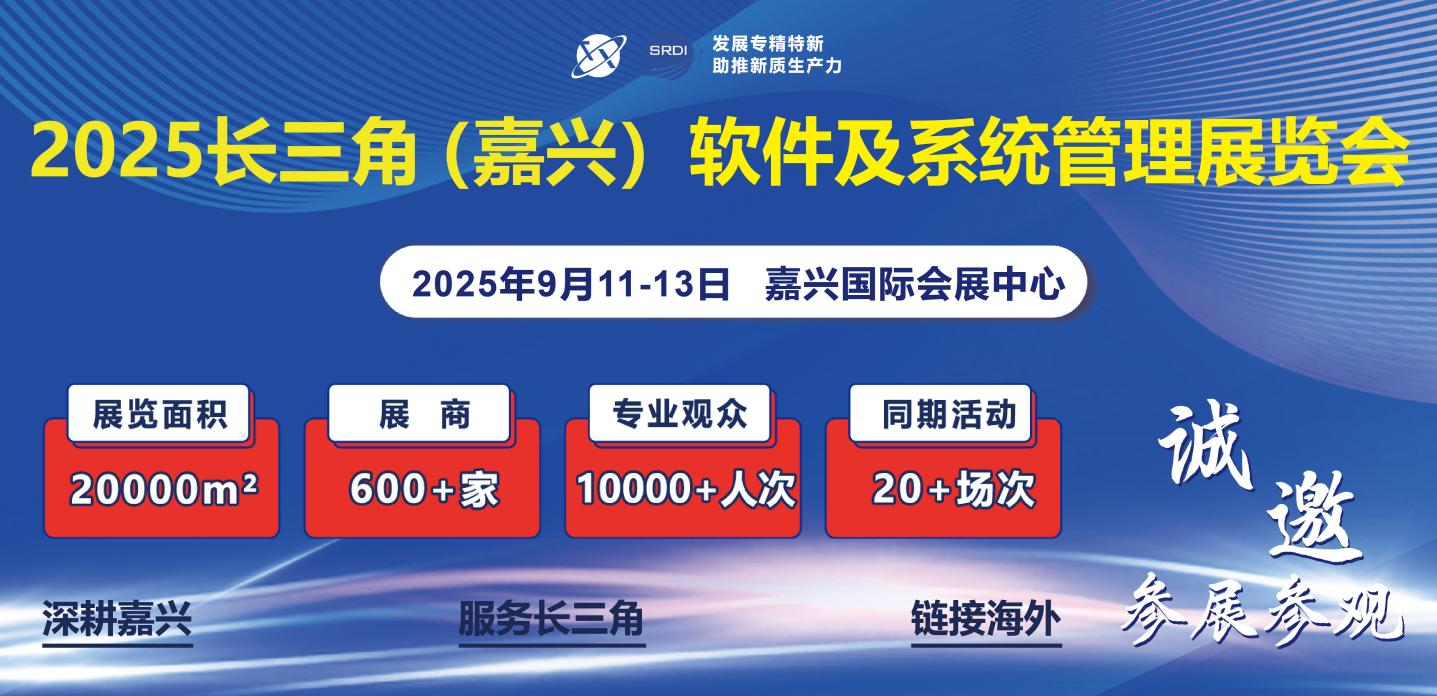 SRDI
发展专精特新
助推新质生产力
2025长三角（嘉兴）软件及系统管理展览会
2025年9月11-13日 嘉兴国际会展中心
展览面积
20000m²
展 商
600+家
专业观众
10000+人次
同期活动
20+场次
诚
邀
参展参观
深耕嘉兴
服务长三角
链接海外